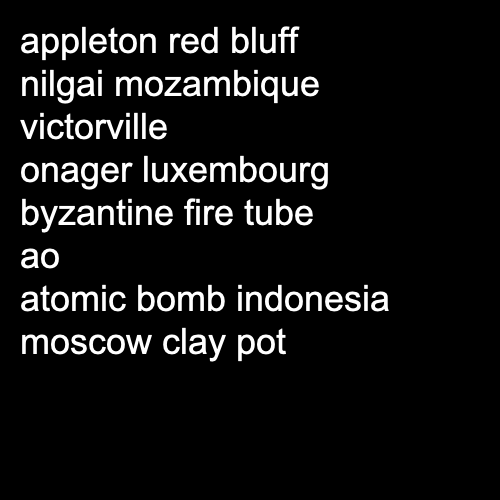 appleton red bluff
nilgai mozambique
victorville
onager luxembourg
byzantine fire tube
ao
atomic bomb indonesia
moscow clay pot